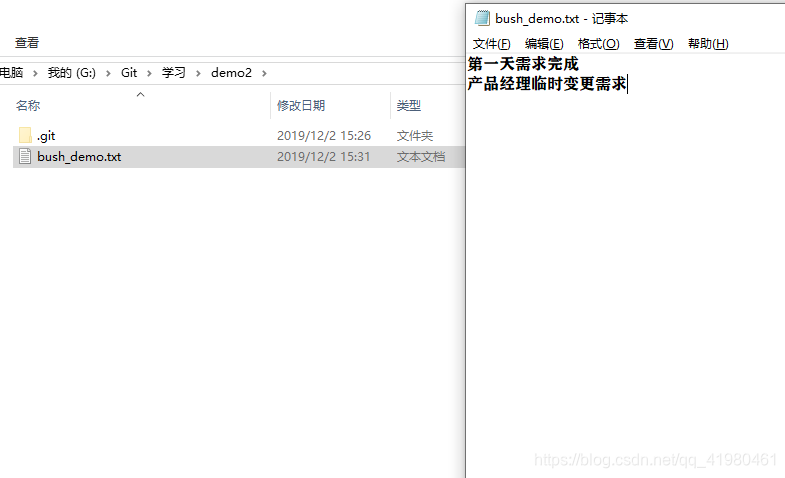 查看
电脑 > 我的 (G:) > Git > 学习 > demo2 >
名称 修改日期 类型
.git 2019/12/2 15:26 文件夹
bush_demo.txt 2019/12/2 15:31 文本文档
bush_demo.txt - 记事本
文件(F) 编辑(E) 格式(O) 查看(V) 帮助(H)
第一天需求完成
产品经理临时变更需求
https://blog.csdn.net/qq_41980461